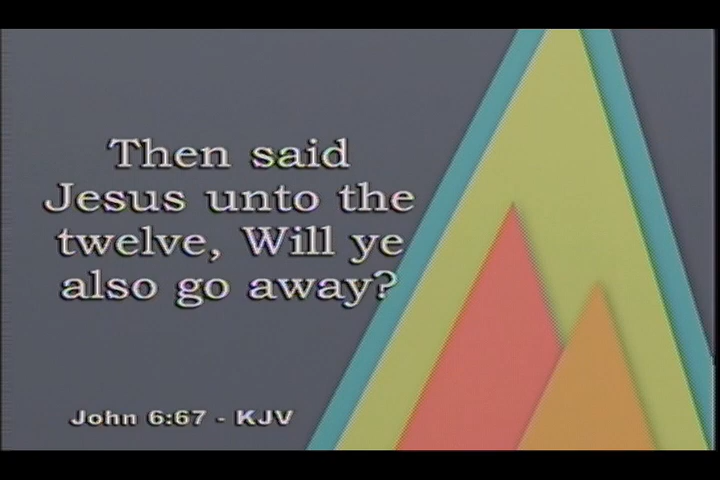 Then said
Jesus unto the
twelve, Will ye
also go away?
John 6:67 - KJV